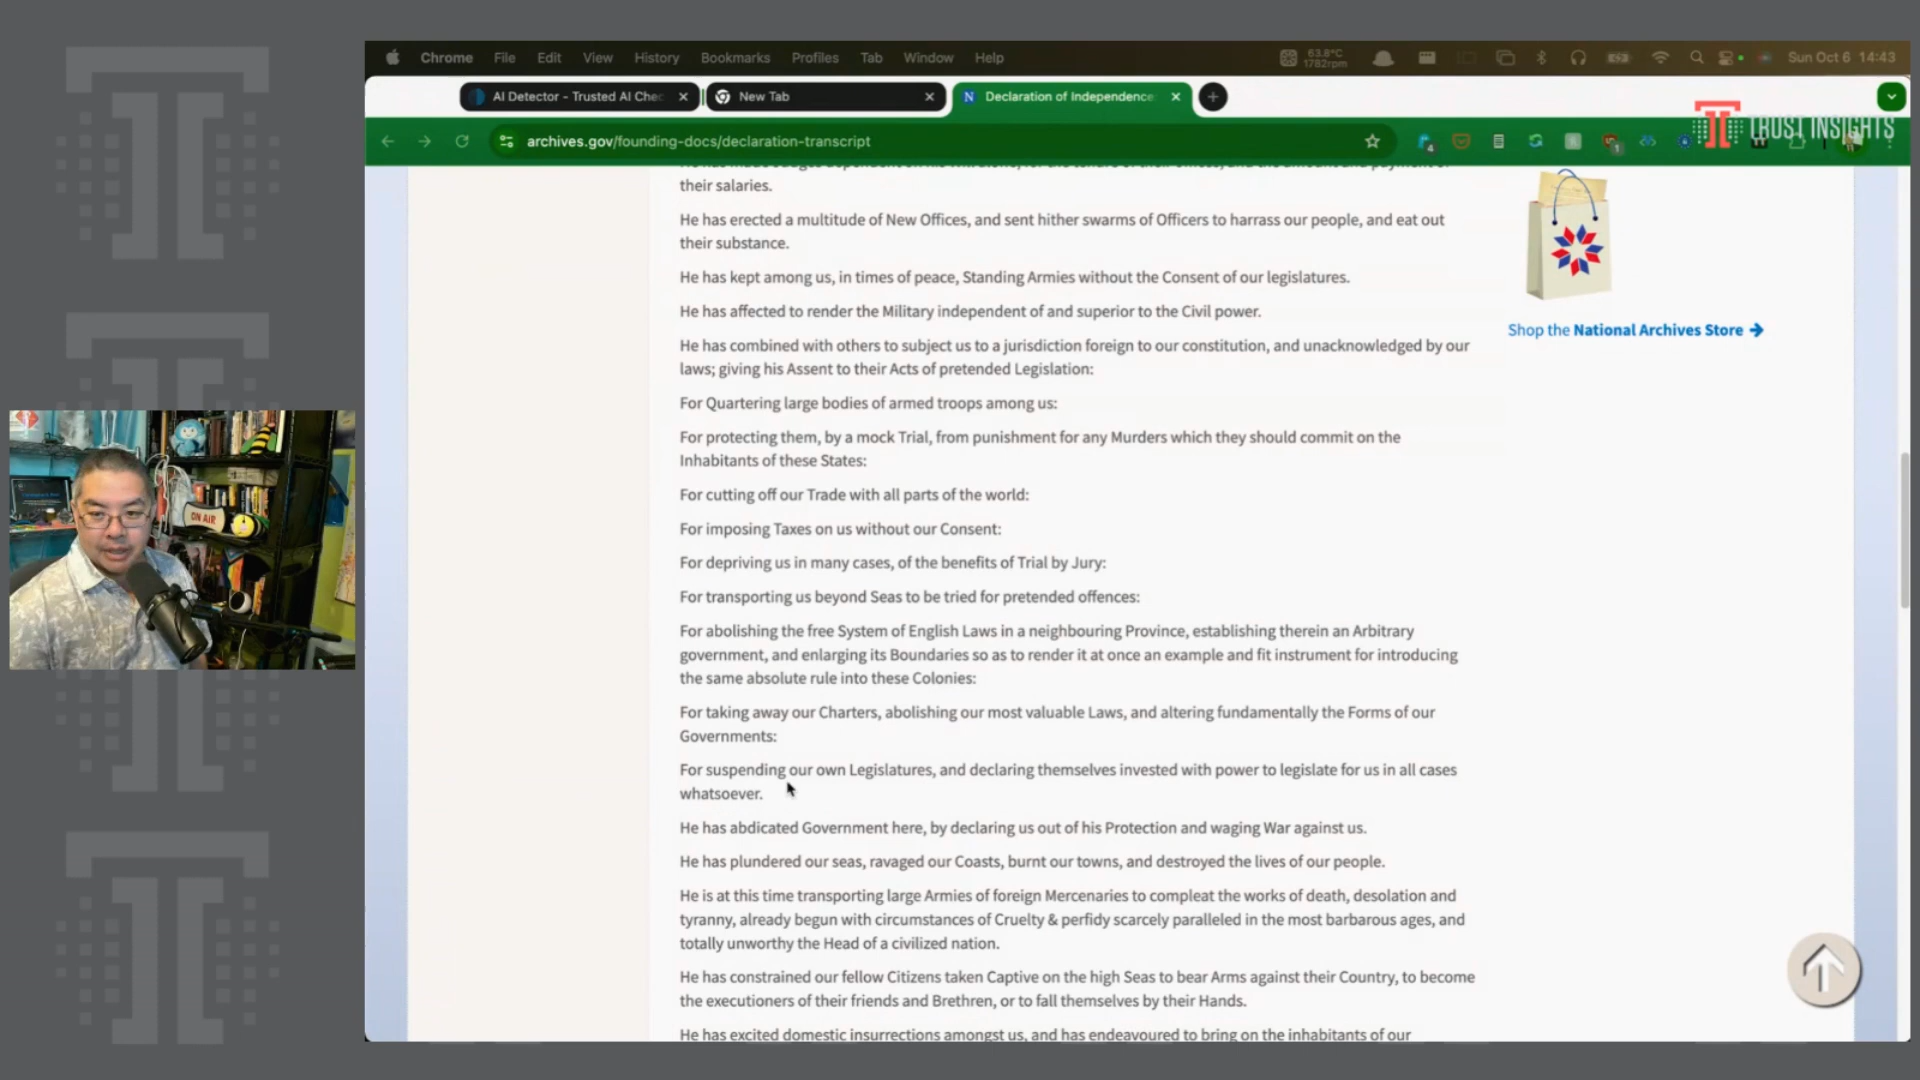 Chrome File Edit View History Bookmarks Profiles Tab Window Help 63.8°C Sun Oct 6 14:43
1782rpm
AI Detector - Trusted AI Chec New Tab Declaration of Independence
TRUST INSIGHTS
archives.gov/founding-docs/declaration-transcript
their salaries.
He has erected a multitude of New Offices, and sent hither swarms of Officers to harrass our people, and eat out
their substance.
He has kept among us, in times of peace, Standing Armies without the Consent of our legislatures.
He has affected to render the Military independent of and superior to the Civil power.
Shop the National Archives Store
He has combined with others to subject us to a jurisdiction foreign to our constitution, and unacknowledged by our
laws; giving his Assent to their Acts of pretended Legislation:
For Quartering large bodies of armed troops among us:
For protecting them, by a mock Trial, from punishment for any Murders which they should commit on the
Inhabitants of these States:
For cutting off our Trade with all parts of the world:
ON AIR
For imposing Taxes on us without our Consent:
For depriving us in many cases, of the benefits of Trial by Jury:
For transporting us beyond Seas to be tried for pretended offences:
For abolishing the free System of English Laws in a neighbouring Province, establishing therein an Arbitrary
government, and enlarging its Boundaries so as to render it at once an example and fit instrument for introducing
the same absolute rule into these Colonies:
For taking away our Charters, abolishing our most valuable Laws, and altering fundamentally the Forms of our
Governments:
For suspending our own Legislatures, and declaring themselves invested with power to legislate for us in all cases
whatsoever.
He has abdicated Government here, by declaring us out of his Protection and waging War against us.
He has plundered our seas, ravaged our Coasts, burnt our towns, and destroyed the lives of our people.
He is at this time transporting large Armies of foreign Mercenaries to compleat the works of death, desolation and
tyranny, already begun with circumstances of Cruelty & perfidy scarcely paralleled in the most barbarous ages, and
totally unworthy the Head of a civilized nation.
He has constrained our fellow Citizens taken Captive on the high Seas to bear Arms against their Country, to become
the executioners of their friends and Brethren, or to fall themselves by their Hands.
He has excited domestic insurrections amongst us, and has endeavoured to bring on the inhabitants of our